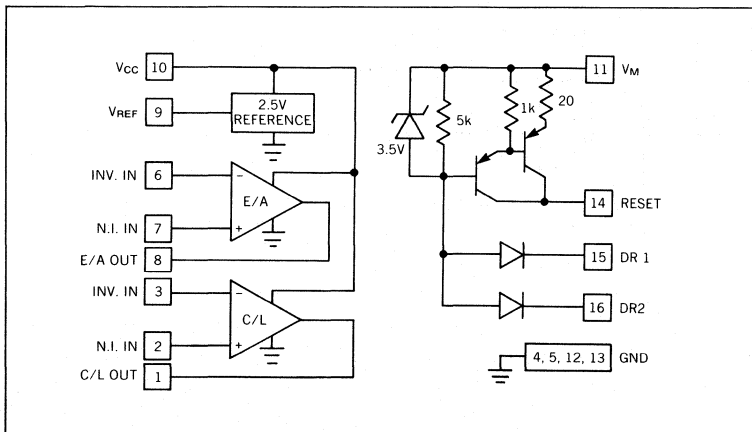 VCC 10
VREF 9
2.5V
REFERENCE
INV. IN 6
E/A
N.I. IN 7
E/A OUT 8
INV. IN 3
C/L
N.I. IN 2
C/L OUT 1
11 VM
1k
20
5k
3.5V
14 RESET
15 DR 1
16 DR2
4, 5, 12, 13 GND
- +
- +